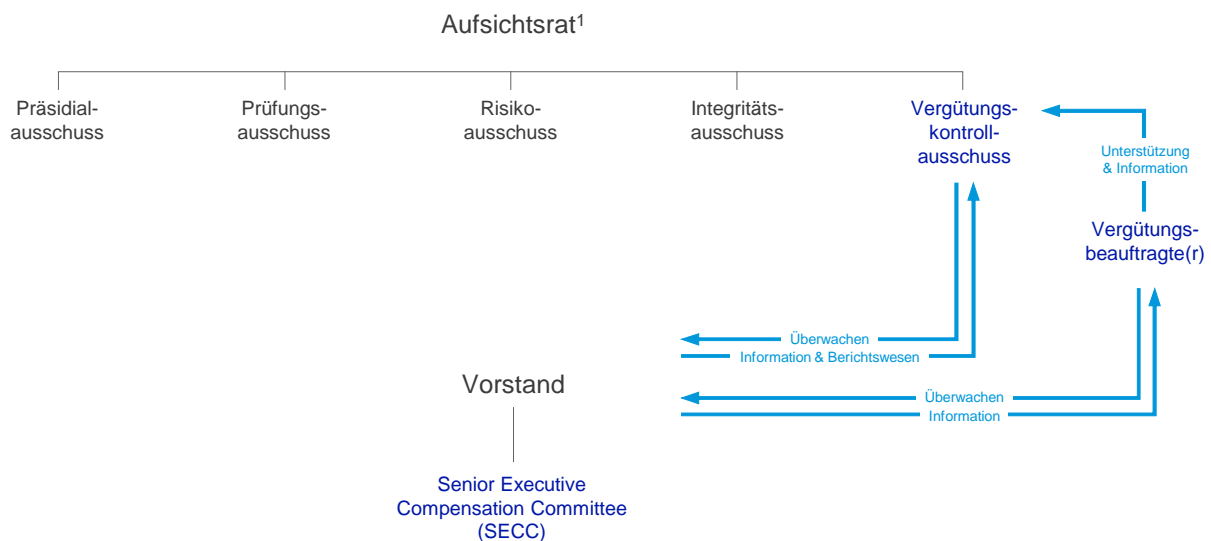 Aufsichtsrat¹
Präsidial-
ausschuss
Prüfungs-
ausschuss
Risiko-
ausschuss
Integritäts-
ausschuss
Vergütungs-
kontroll-
ausschuss
Unterstützung
& Information
Vergütungs-
beauftragte(r)
Überwachen
Information & Berichtswesen
Vorstand
Überwachen
Information
Senior Executive
Compensation Committee
(SECC)